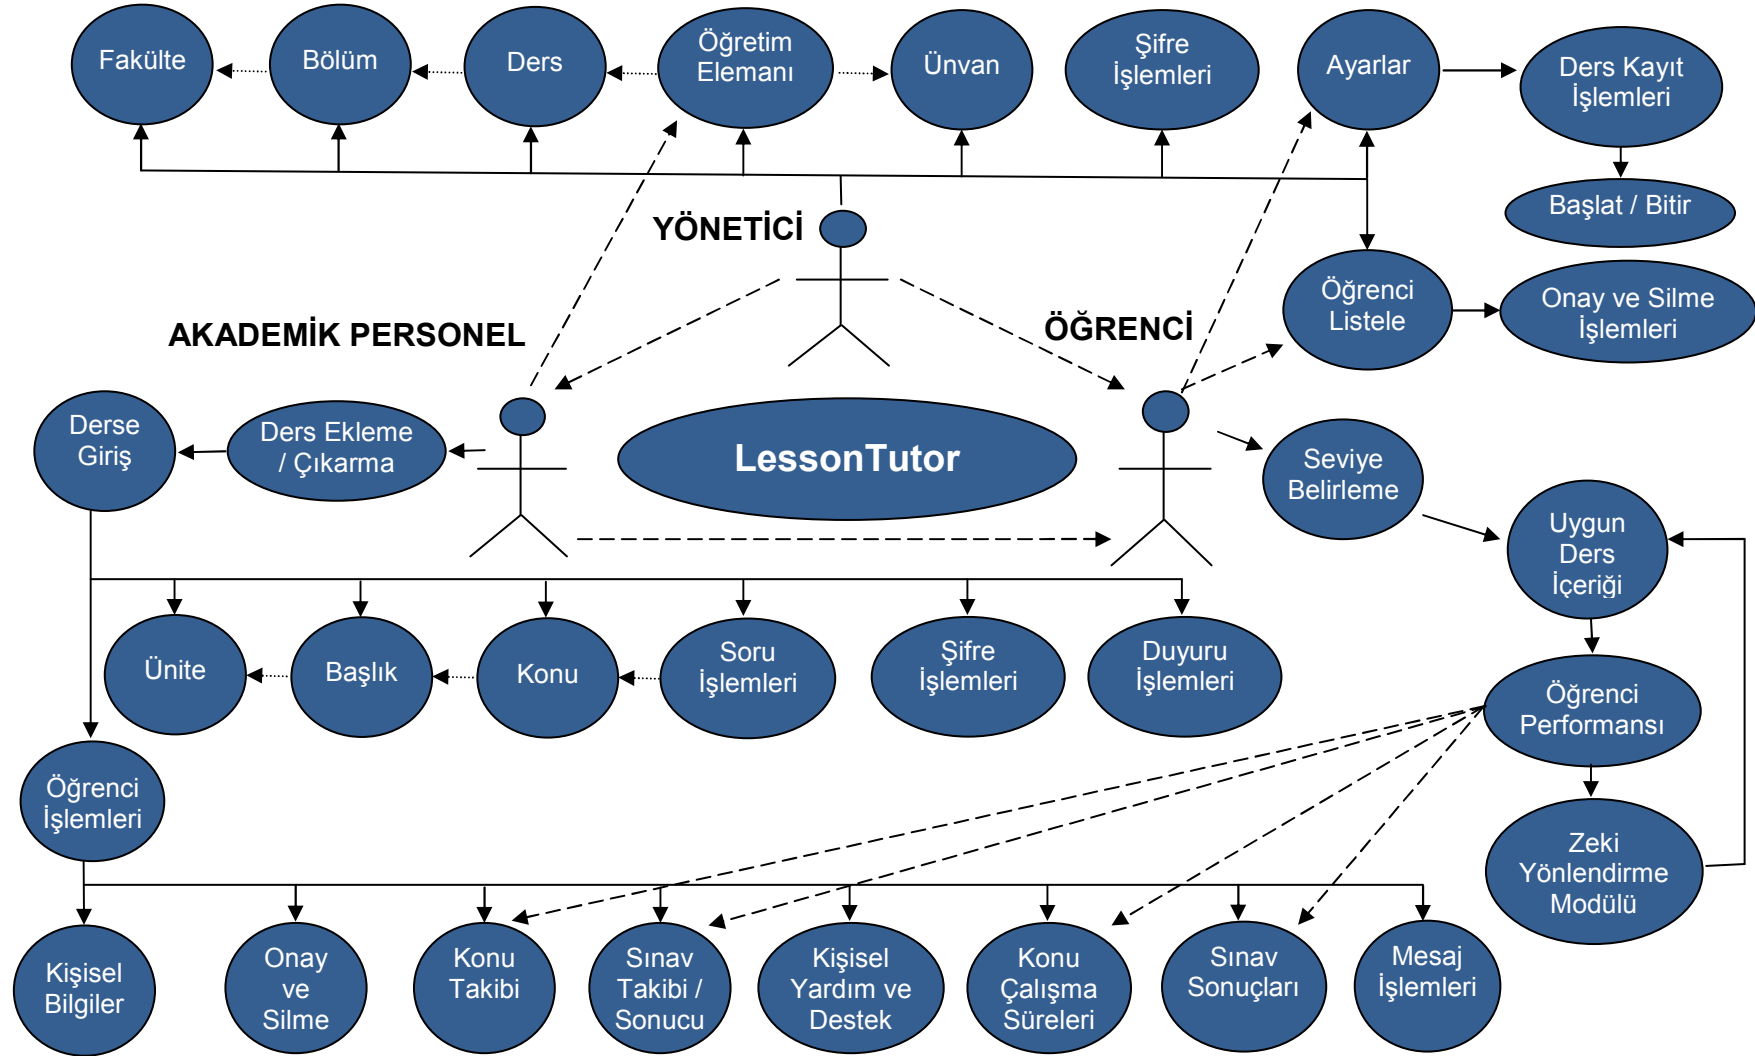 Fakülte
Bölüm
Ders
Öğretim
Elemanı
Ünvan
Şifre
İşlemleri
Ayarlar
Ders Kayıt
İşlemleri
Başlat / Bitir
YÖNETİCİ
Öğrenci
Listele
Onay ve Silme
İşlemleri
AKADEMİK PERSONEL
ÖĞRENCİ
Derse
Giriş
Ders Ekleme
/ Çıkarma
LessonTutor
Seviye
Belirleme
Uygun
Ders
İçeriği
Ünite
Başlık
Konu
Soru
İşlemleri
Şifre
İşlemleri
Duyuru
İşlemleri
Öğrenci
Performansı
Öğrenci
İşlemleri
Zeki
Yönlendirme
Modülü
Kişisel
Bilgiler
Onay
ve
Silme
Konu
Takibi
Sınav
Takibi /
Sonucu
Kişisel
Yardım ve
Destek
Konu
Çalışma
Süreleri
Sınav
Sonuçları
Mesaj
İşlemleri